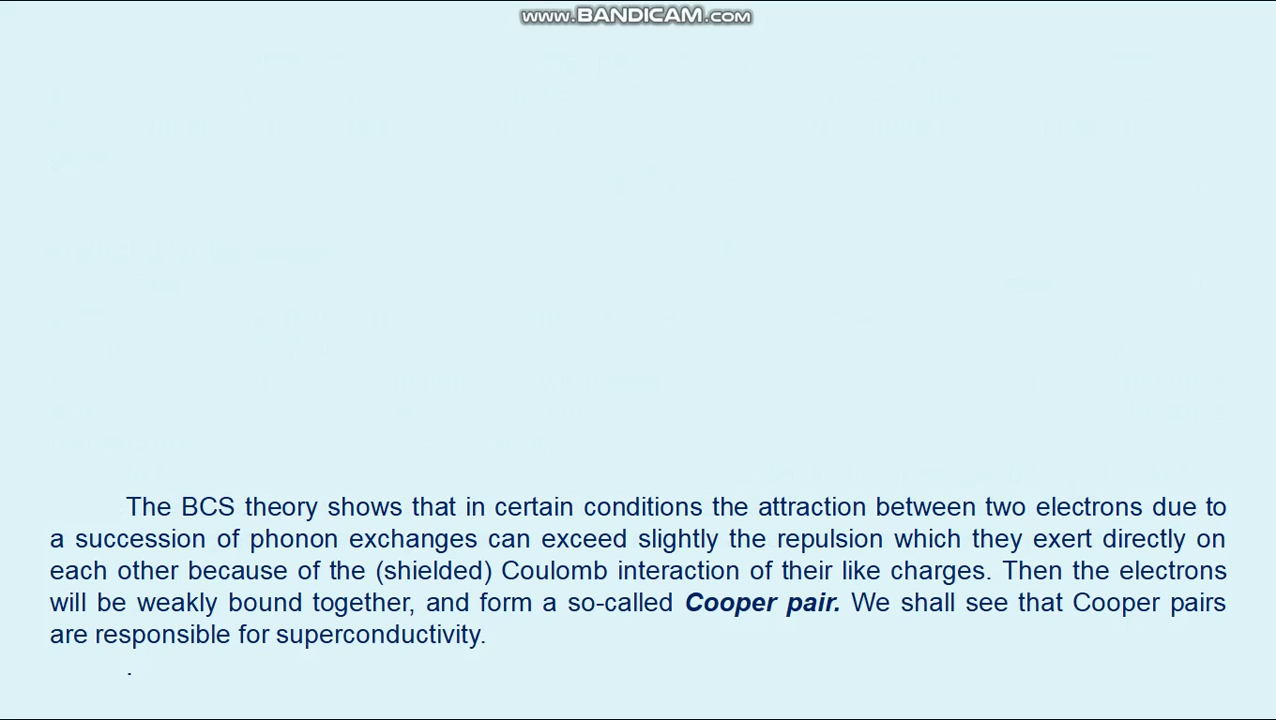 www.BANDICAM.com
The BCS theory shows that in certain conditions the attraction between two electrons due to
a succession of phonon exchanges can exceed slightly the repulsion which they exert directly on
each other because of the (shielded) Coulomb interaction of their like charges. Then the electrons
will be weakly bound together, and form a so-called Cooper pair. We shall see that Cooper pairs
are responsible for superconductivity.
.